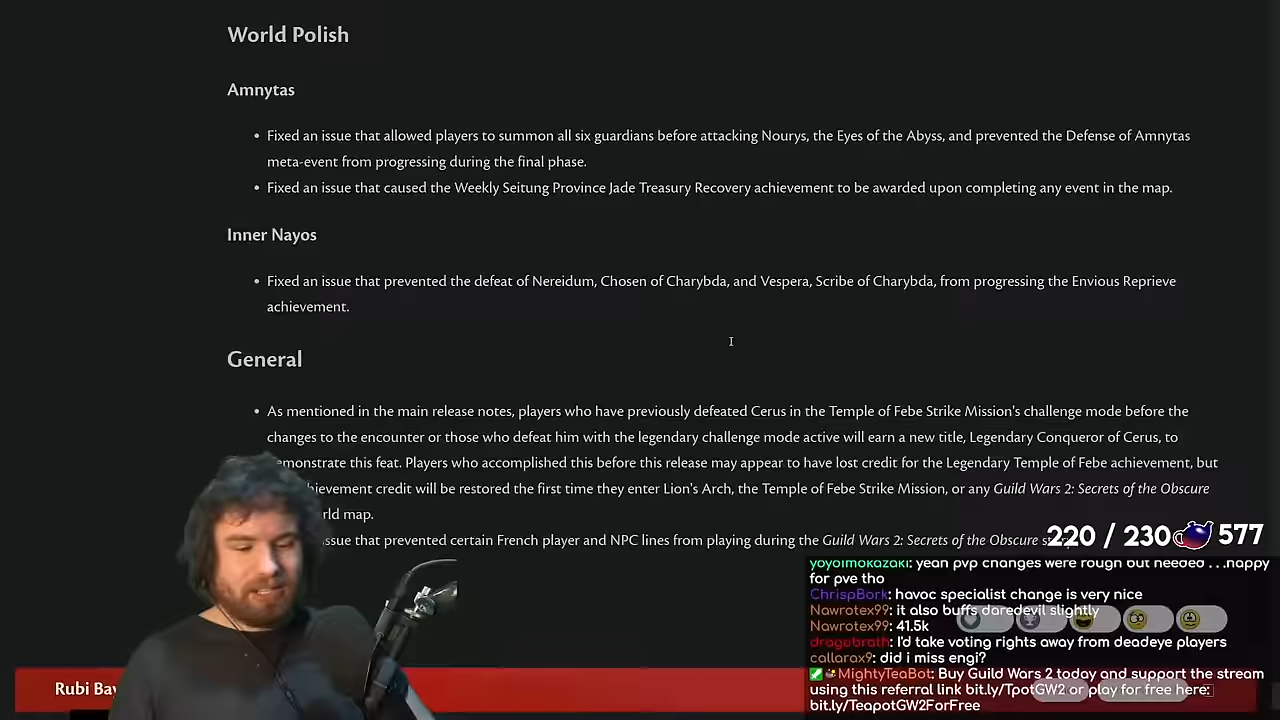 World Polish
Amnytas
• Fixed an issue that allowed players to summon all six guardians before attacking Nourys, the Eyes of the Abyss, and prevented the Defense of Amnytas
meta-event from progressing during the final phase.
• Fixed an issue that caused the Weekly Seitung Province Jade Treasury Recovery achievement to be awarded upon completing any event in the map.
Inner Nayos
• Fixed an issue that prevented the defeat of Nereidum, Chosen of Charybda, and Vespera, Scribe of Charybda, from progressing the Envious Reprieve
achievement.
General
• As mentioned in the main release notes, players who have previously defeated Cerus in the Temple of Febe Strike Mission's challenge mode before the
changes to the encounter or those who defeat him with the legendary challenge mode active will earn a new title, Legendary Conqueror of Cerus, to
demonstrate this feat. Players who accomplished this before this release may appear to have lost credit for the Legendary Temple of Febe achievement, but
achievement credit will be restored the first time they enter Lion's Arch, the Temple of Febe Strike Mission, or any Guild Wars 2: Secrets of the Obscure
map.
issue that prevented certain French player and NPC lines from playing during the Guild Wars 2: Secrets of the Obscure
220 / 230 577
yoyoimokazaki: yeah pvp changes were rough but needed . . .happy
for pve tho
ChrispBork: havoc specialist change is very nice
Nawrotex99: it also buffs daredevil slightly
Nawrotex99: 41.5k
dragobrath: I'd take voting rights away from deadeye players
callarax9: did i miss engi?
MightyTeaBot: Buy Guild Wars 2 today and support the stream
using this referral link bit.ly/TpotGW2 or play for free here:
bit.ly/TeapotGW2ForFree
Rubi Bay